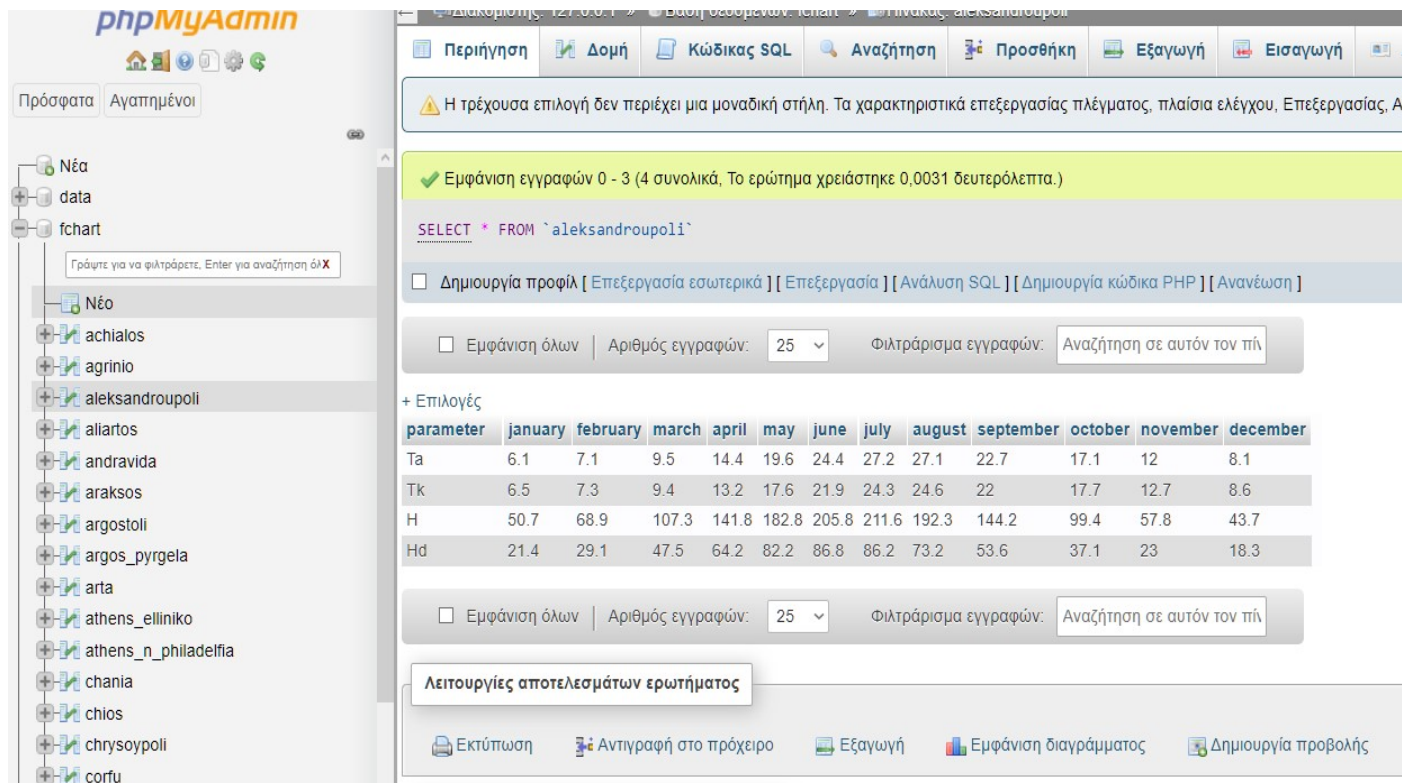 phpMyAdmin
Πρόσφατα Αγαπημένοι
Νέα
data
fchart
Γράψτε για να φιλτράρετε, Enter για αναζήτηση όλX
Νέο
achialos
agrinio
aleksandroupoli
aliartos
andravida
araksos
argostoli
argos_pyrgela
arta
athens_elliniko
athens_n_philadelfia
chania
chios
chrysoypoli
corfu
Διακομιστής: 127.0.0.1 » Βάση δεδομένων: fchart » Πίνακας: aleksandroupoli
Περιήγηση Δομή Κώδικας SQL Αναζήτηση Προσθήκη Εξαγωγή Εισαγωγή
Η τρέχουσα επιλογή δεν περιέχει μια μοναδική στήλη. Τα χαρακτηριστικά επεξεργασίας πλέγματος, πλαίσια ελέγχου, Επεξεργασίας, Α
Εμφάνιση εγγραφών 0 - 3 (4 συνολικά, Το ερώτημα χρειάστηκε 0,0031 δευτερόλεπτα.)
SELECT * FROM `aleksandroupoli`
Δημιουργία προφίλ [ Επεξεργασία εσωτερικά ] [ Επεξεργασία ] [ Ανάλυση SQL ] [ Δημιουργία κώδικα PHP ] [ Ανανέωση ]
Εμφάνιση όλων | Αριθμός εγγραφών: 25 Φιλτράρισμα εγγραφών: Αναζήτηση σε αυτόν τον πίν
+ Επιλογές
parameter january february march april may june july august september october november december
Ta 6.1 7.1 9.5 14.4 19.6 24.4 27.2 27.1 22.7 17.1 12 8.1
Tk 6.5 7.3 9.4 13.2 17.6 21.9 24.3 24.6 22 17.7 12.7 8.6
H 50.7 68.9 107.3 141.8 182.8 205.8 211.6 192.3 144.2 99.4 57.8 43.7
Hd 21.4 29.1 47.5 64.2 82.2 86.8 86.2 73.2 53.6 37.1 23 18.3
Εμφάνιση όλων | Αριθμός εγγραφών: 25 Φιλτράρισμα εγγραφών: Αναζήτηση σε αυτόν τον πίν
Λειτουργίες αποτελεσμάτων ερωτήματος
Εκτύπωση Αντιγραφή στο πρόχειρο Εξαγωγή Εμφάνιση διαγράμματος Δημιουργία προβολής